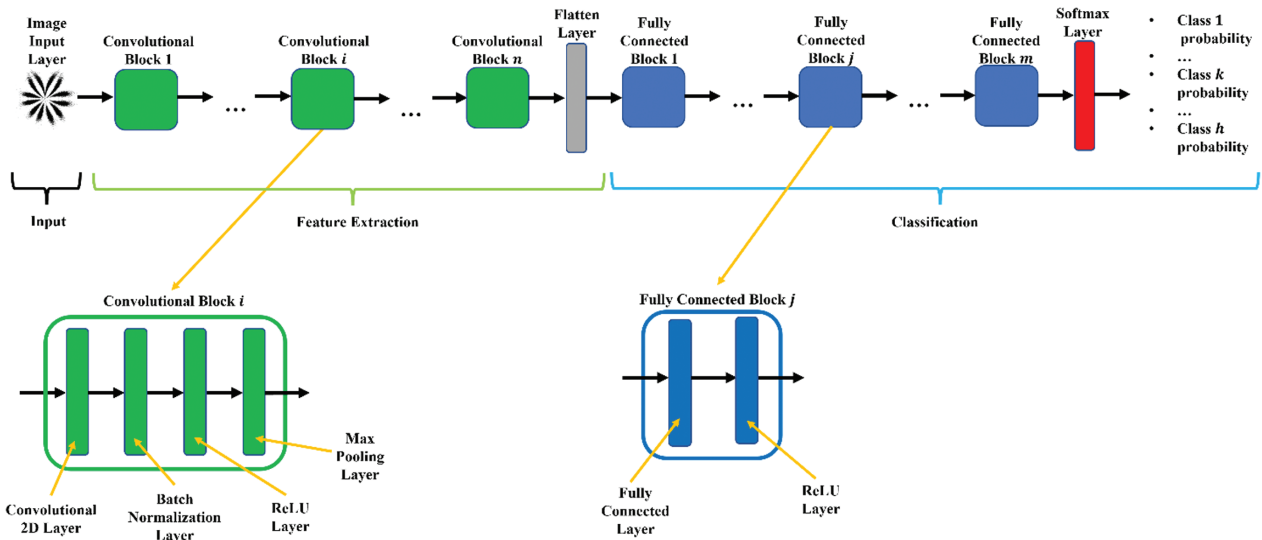 Image
Input
Layer
Convolutional
Block 1
...
Convolutional
Block i
...
Convolutional
Block n
Flatten
Layer
Fully
Connected
Block 1
...
Fully
Connected
Block j
...
Fully
Connected
Block m
Softmax
Layer
• Class 1
probability
• ...
• Class k
probability
• ...
• Class h
probability
Input
Feature Extraction
Classification
Convolutional Block i
Convolutional
2D Layer
Batch
Normalization
Layer
ReLU
Layer
Max
Pooling
Layer
Fully Connected Block j
Fully
Connected
Layer
ReLU
Layer